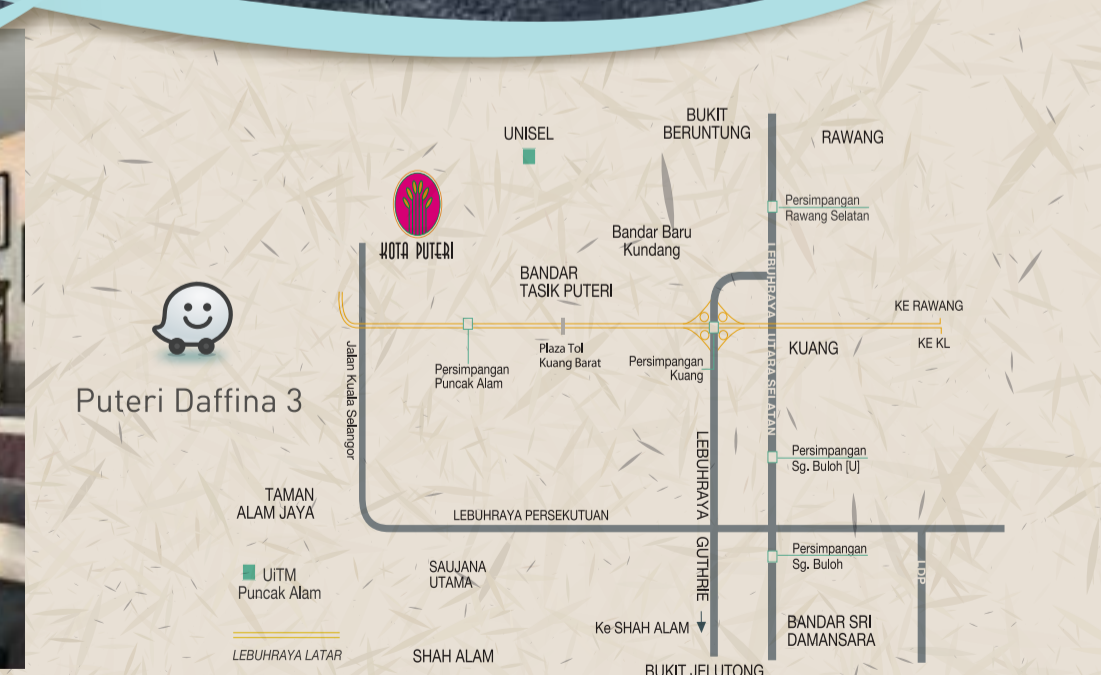 BUKIT
BERUNTUNG
UNISEL
RAWANG
Persimpangan
Rawang Selatan
KOTA PUTERI
Bandar Baru
Kundang
BANDAR
TASIK PUTERI
LEBUHRAYA UTARA SELATAN
KE RAWANG
KE KL
Plaza Tol
Kuang Barat
KUANG
Persimpangan
Kuang
Persimpangan
Puncak Alam
Jalan Kuala Selangor
Puteri Daffina 3
LEBUHRAYA GUTHRIE
Persimpangan
Sg. Buloh [U]
TAMAN
ALAM JAYA
LEBUHRAYA PERSEKUTUAN
Persimpangan
Sg. Buloh
LDP
UiTM
Puncak Alam
SAUJANA
UTAMA
Ke SHAH ALAM
BANDAR SRI
DAMANSARA
LEBUHRAYA LATAR
SHAH ALAM
BUKIT JELUTONG